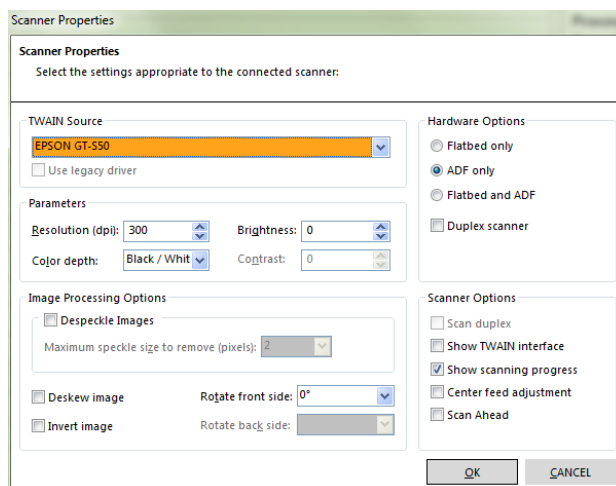 Scanner Properties
Scanner Properties
Select the settings appropriate to the connected scanner:
TWAIN Source
EPSON GT-S50
Use legacy driver
Hardware Options
Flatbed only
ADF only
Flatbed and ADF
Duplex scanner
Parameters
Resolution (dpi): 300 Brightness: 0
Color depth: Black / Whit Contrast: 0
Image Processing Options
Despeckle Images
Maximum speckle size to remove (pixels): 2
Deskew image Rotate front side: 0°
Invert image Rotate back side:
Scanner Options
Scan duplex
Show TWAIN interface
Show scanning progress
Center feed adjustment
Scan Ahead
OK CANCEL